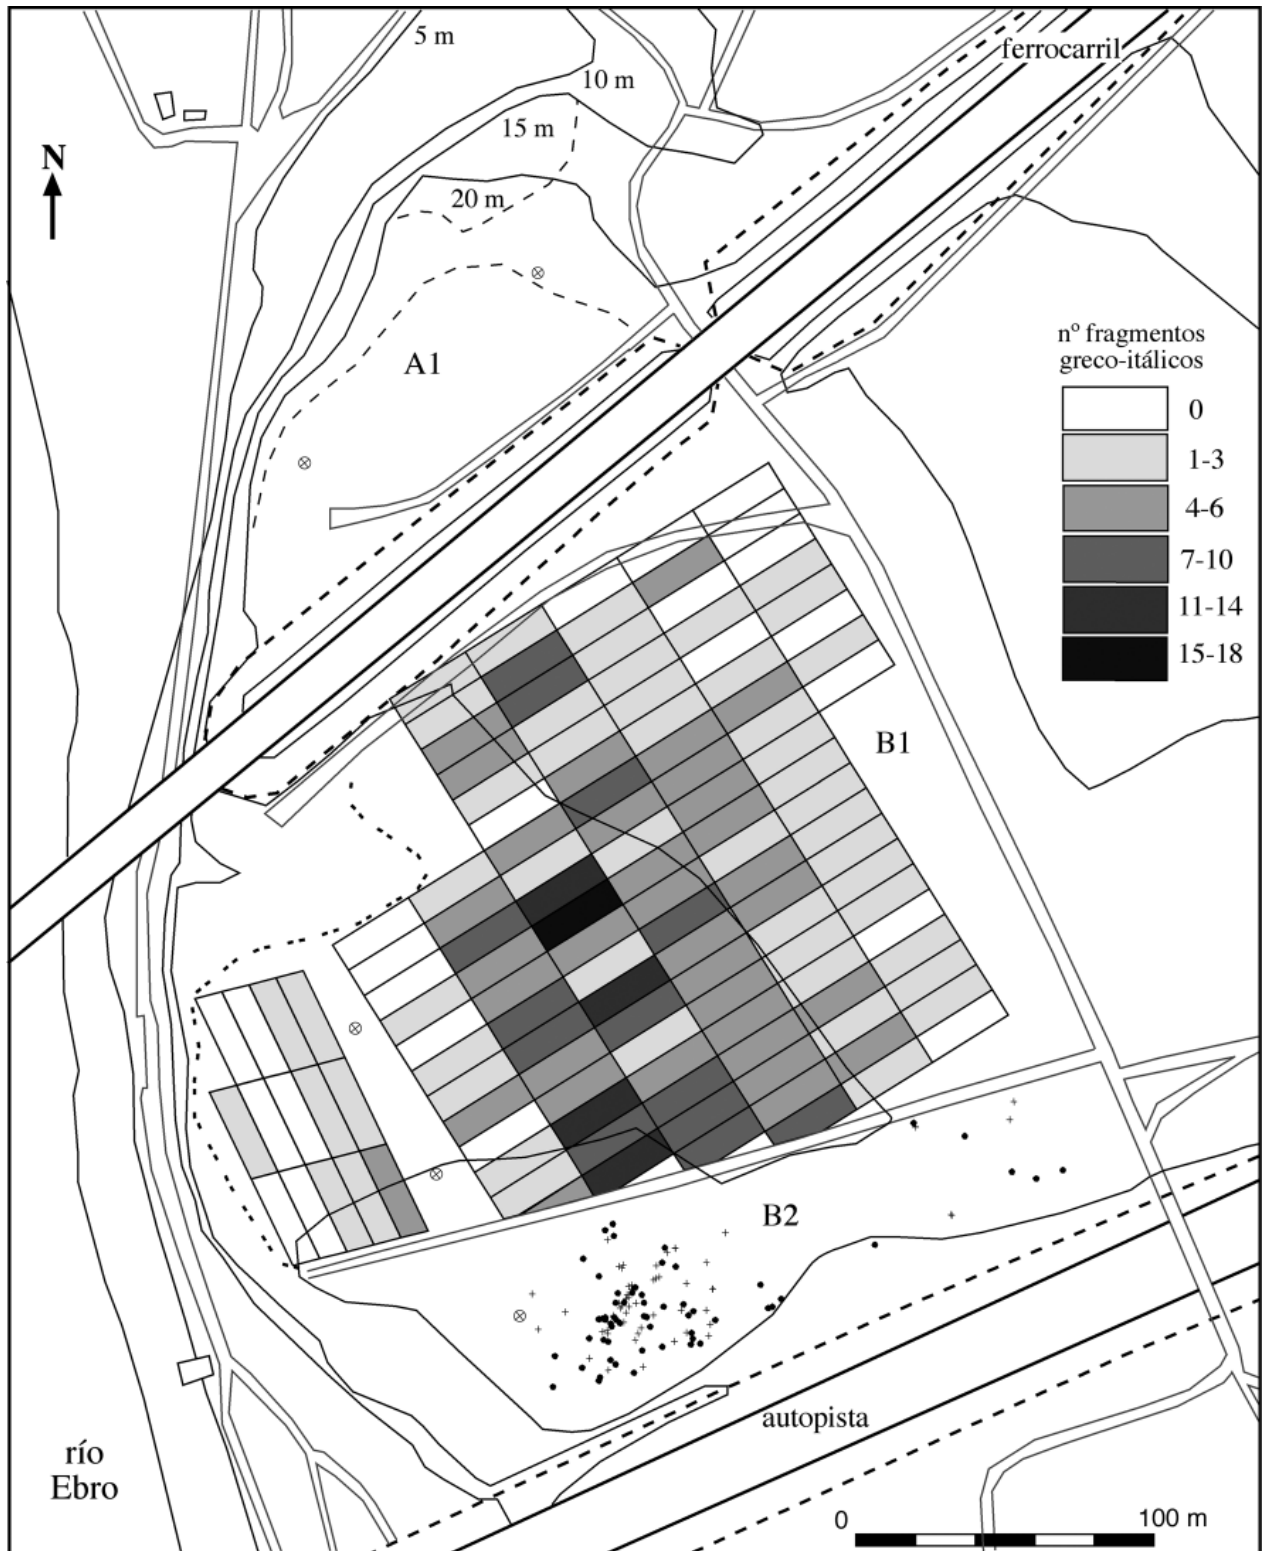 5 m
ferrocarril
10 m
15 m
N
20 m
A1
nº fragmentos
greco-itálicos
0
1-3
4-6
7-10
11-14
15-18
B1
B2
autopista
río
Ebro
0
100 m